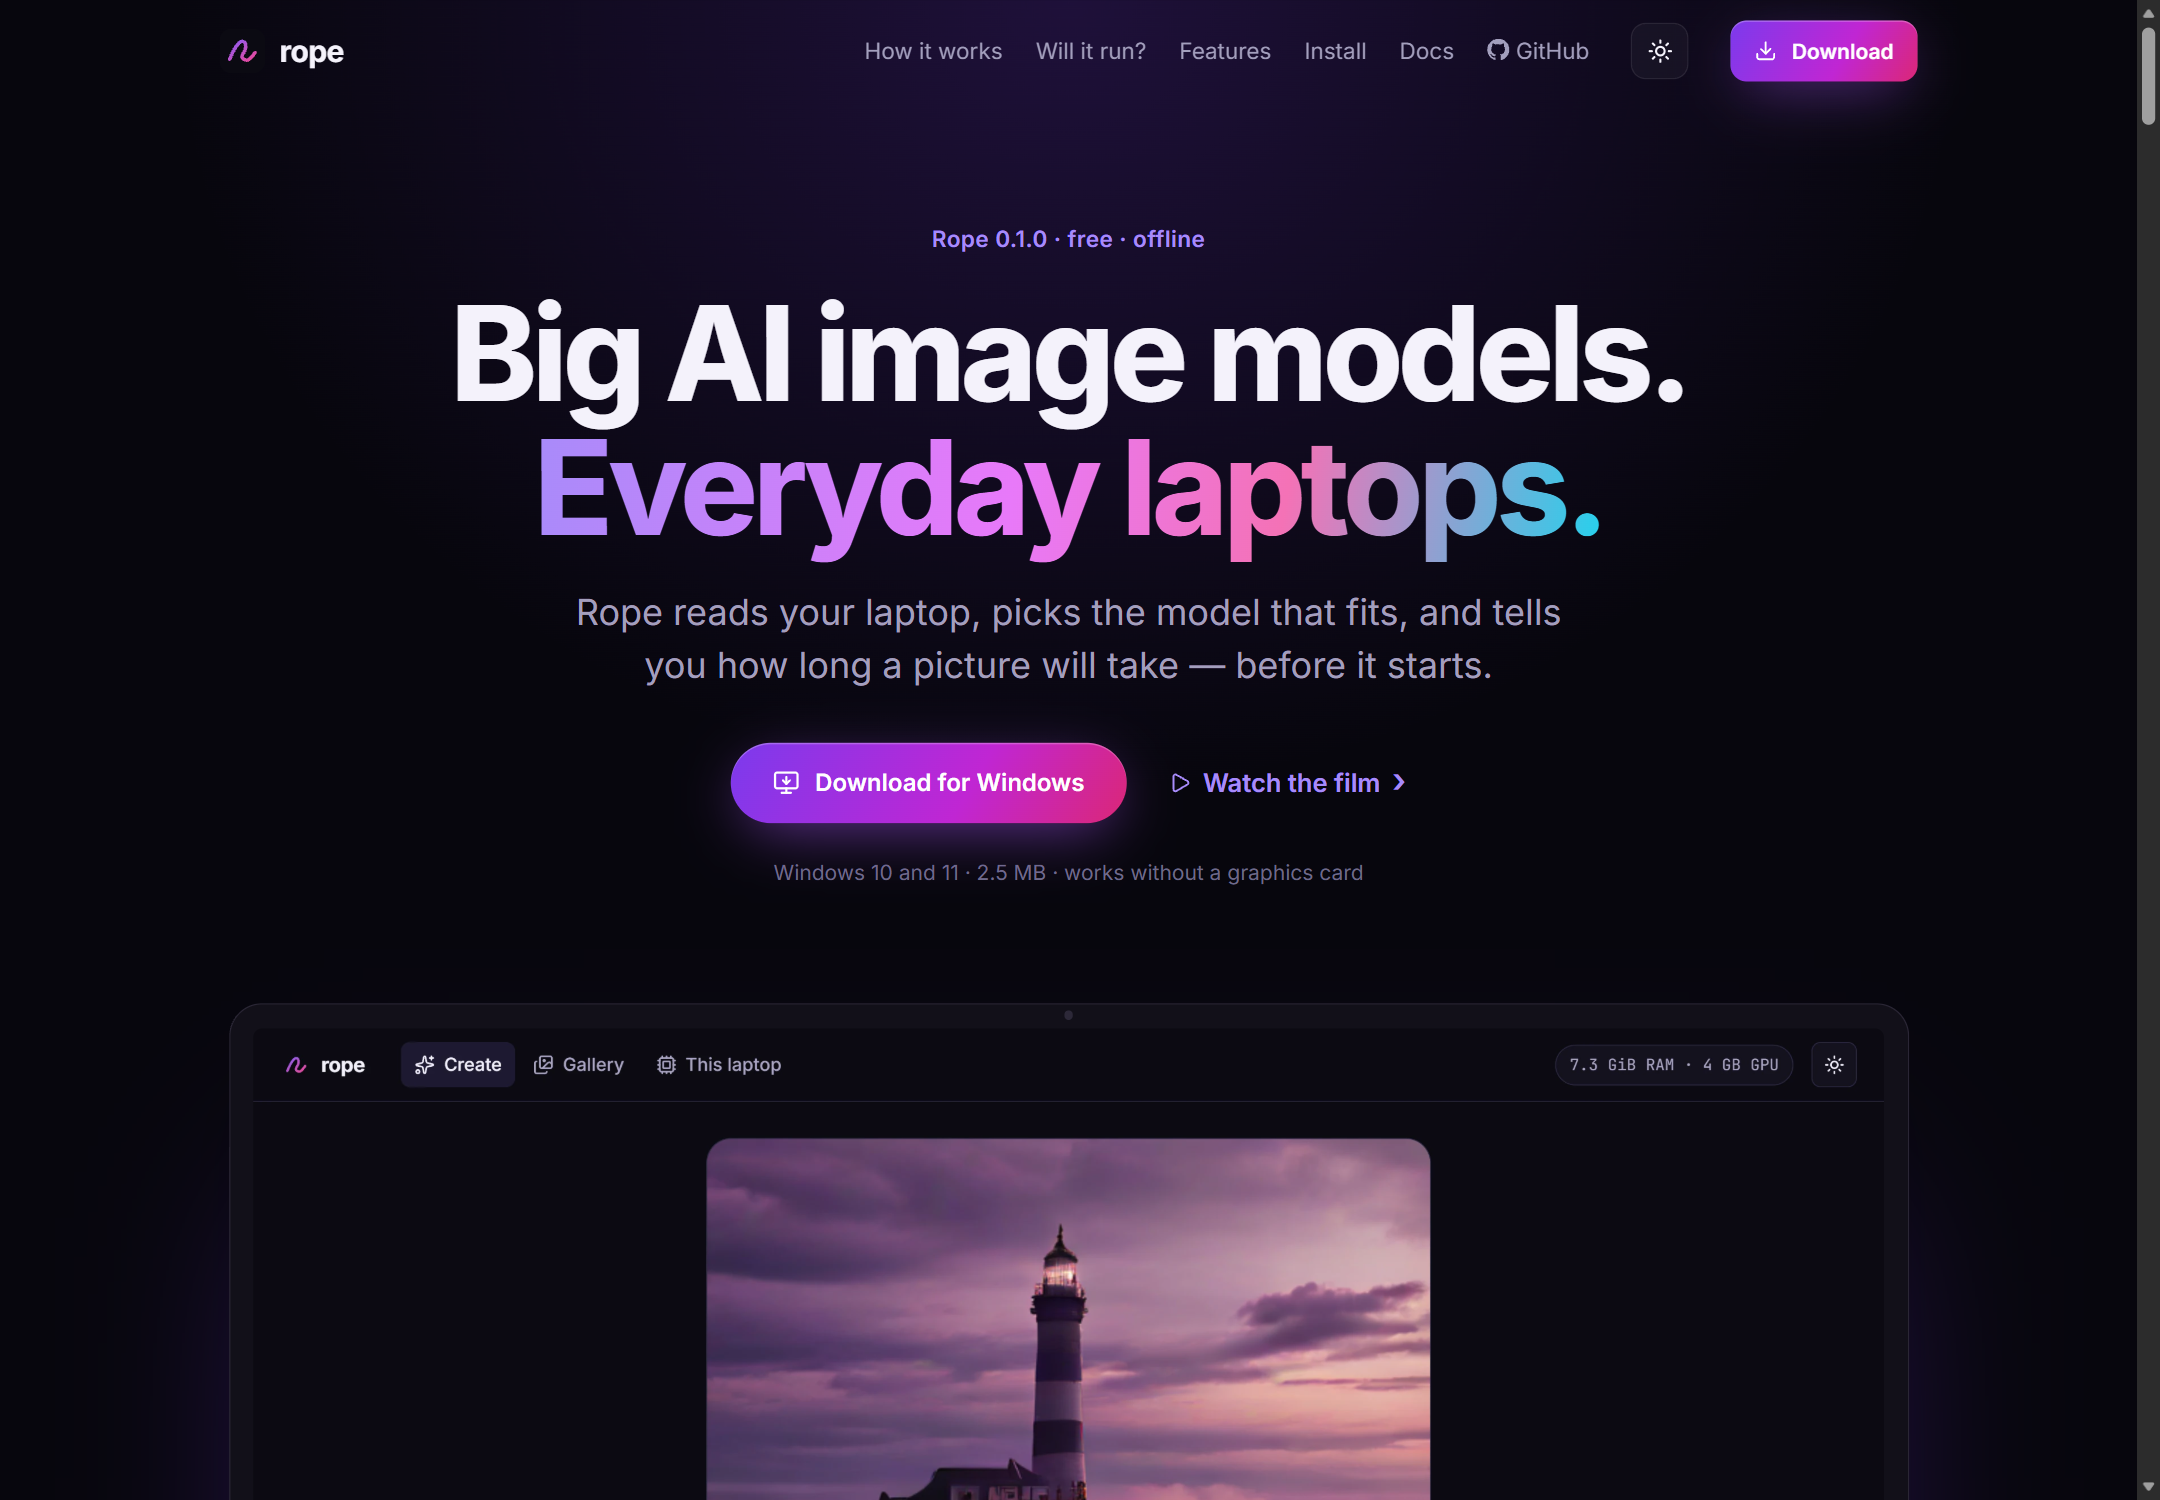 rope
How it works
Will it run?
Features
Install
Docs
GitHub
Download
Rope 0.1.0 · free · offline
Big AI image models.
Everyday laptops.
Rope reads your laptop, picks the model that fits, and tells
you how long a picture will take — before it starts.
Download for Windows
Watch the film
Windows 10 and 11 · 2.5 MB · works without a graphics card
rope
Create
Gallery
This laptop
7.3 GiB RAM · 4 GB GPU